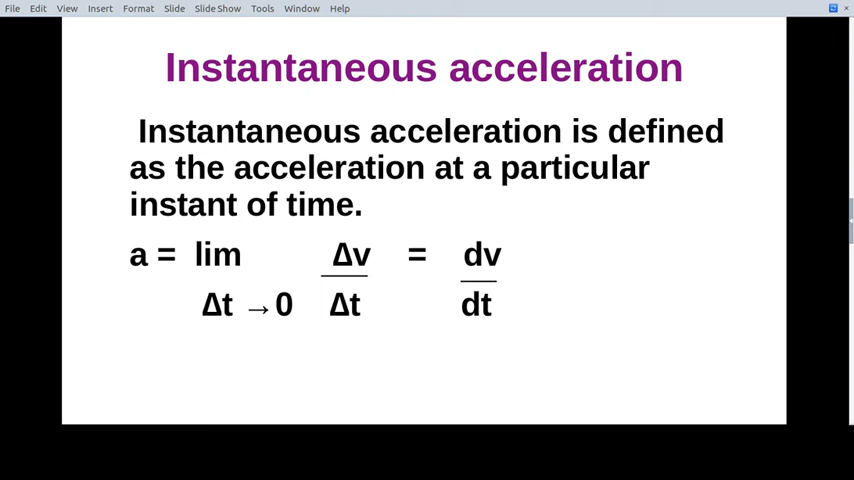 File Edit View Insert Format Slide Slide Show Tools Window Help
Instantaneous acceleration
Instantaneous acceleration is defined
as the acceleration at a particular
instant of time.
a = lim Δv = dv
Δt →0 Δt dt